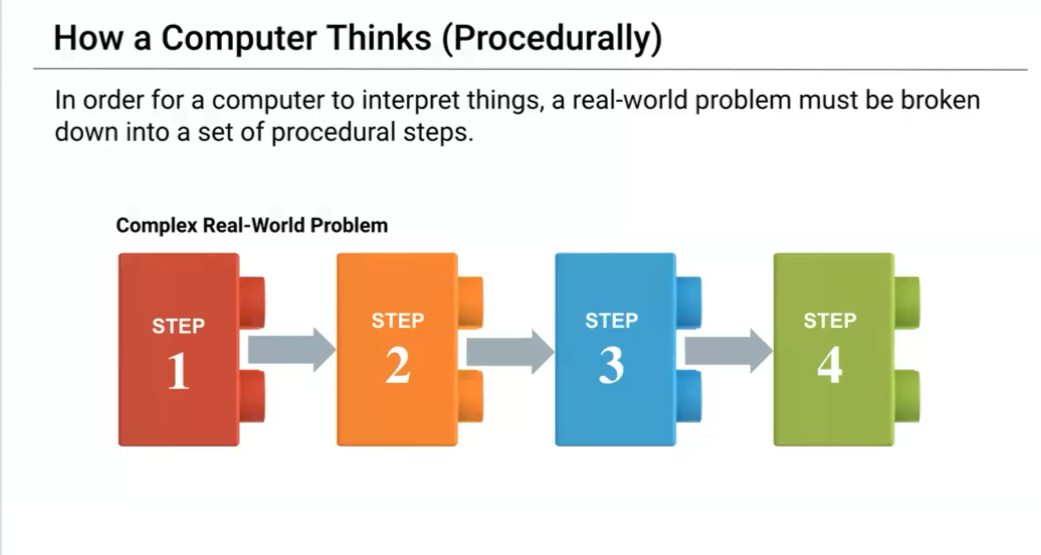 How a Computer Thinks (Procedurally)
In order for a computer to interpret things, a real-world problem must be broken
down into a set of procedural steps.
Complex Real-World Problem
STEP
1
STEP
2
STEP
3
STEP
4